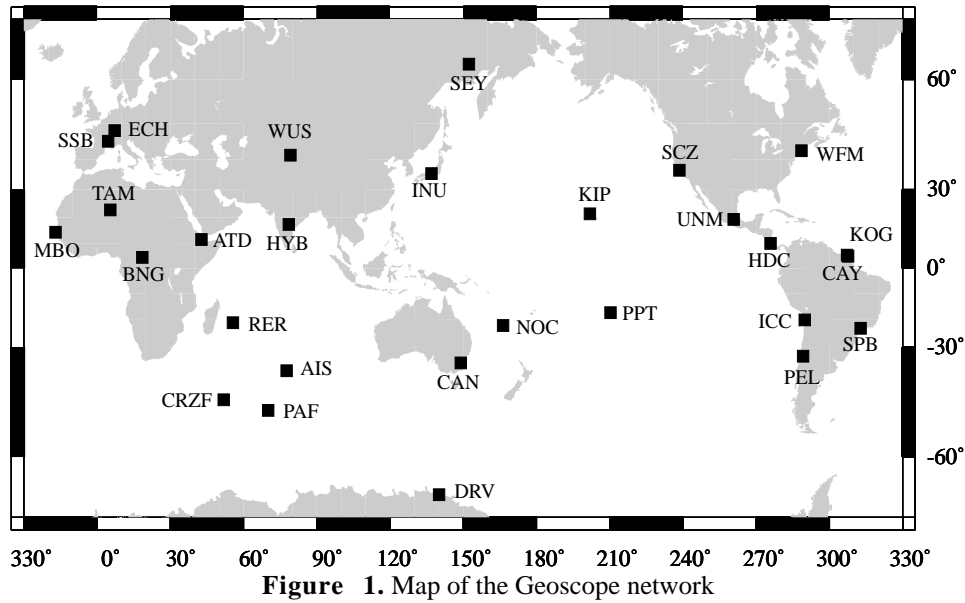 SEY
60°
SSB
ECH
WUS
SCZ
WFM
INU
30°
TAM
KIP
UNM
MBO
ATD
HYB
KOG
BNG
HDC
CAY
0°
RER
NOC
PPT
ICC
SPB
-30°
AIS
CAN
PEL
CRZF
PAF
-60°
DRV
330° 0° 30° 60° 90° 120° 150° 180° 210° 240° 270° 300° 330°
Figure 1. Map of the Geoscope network